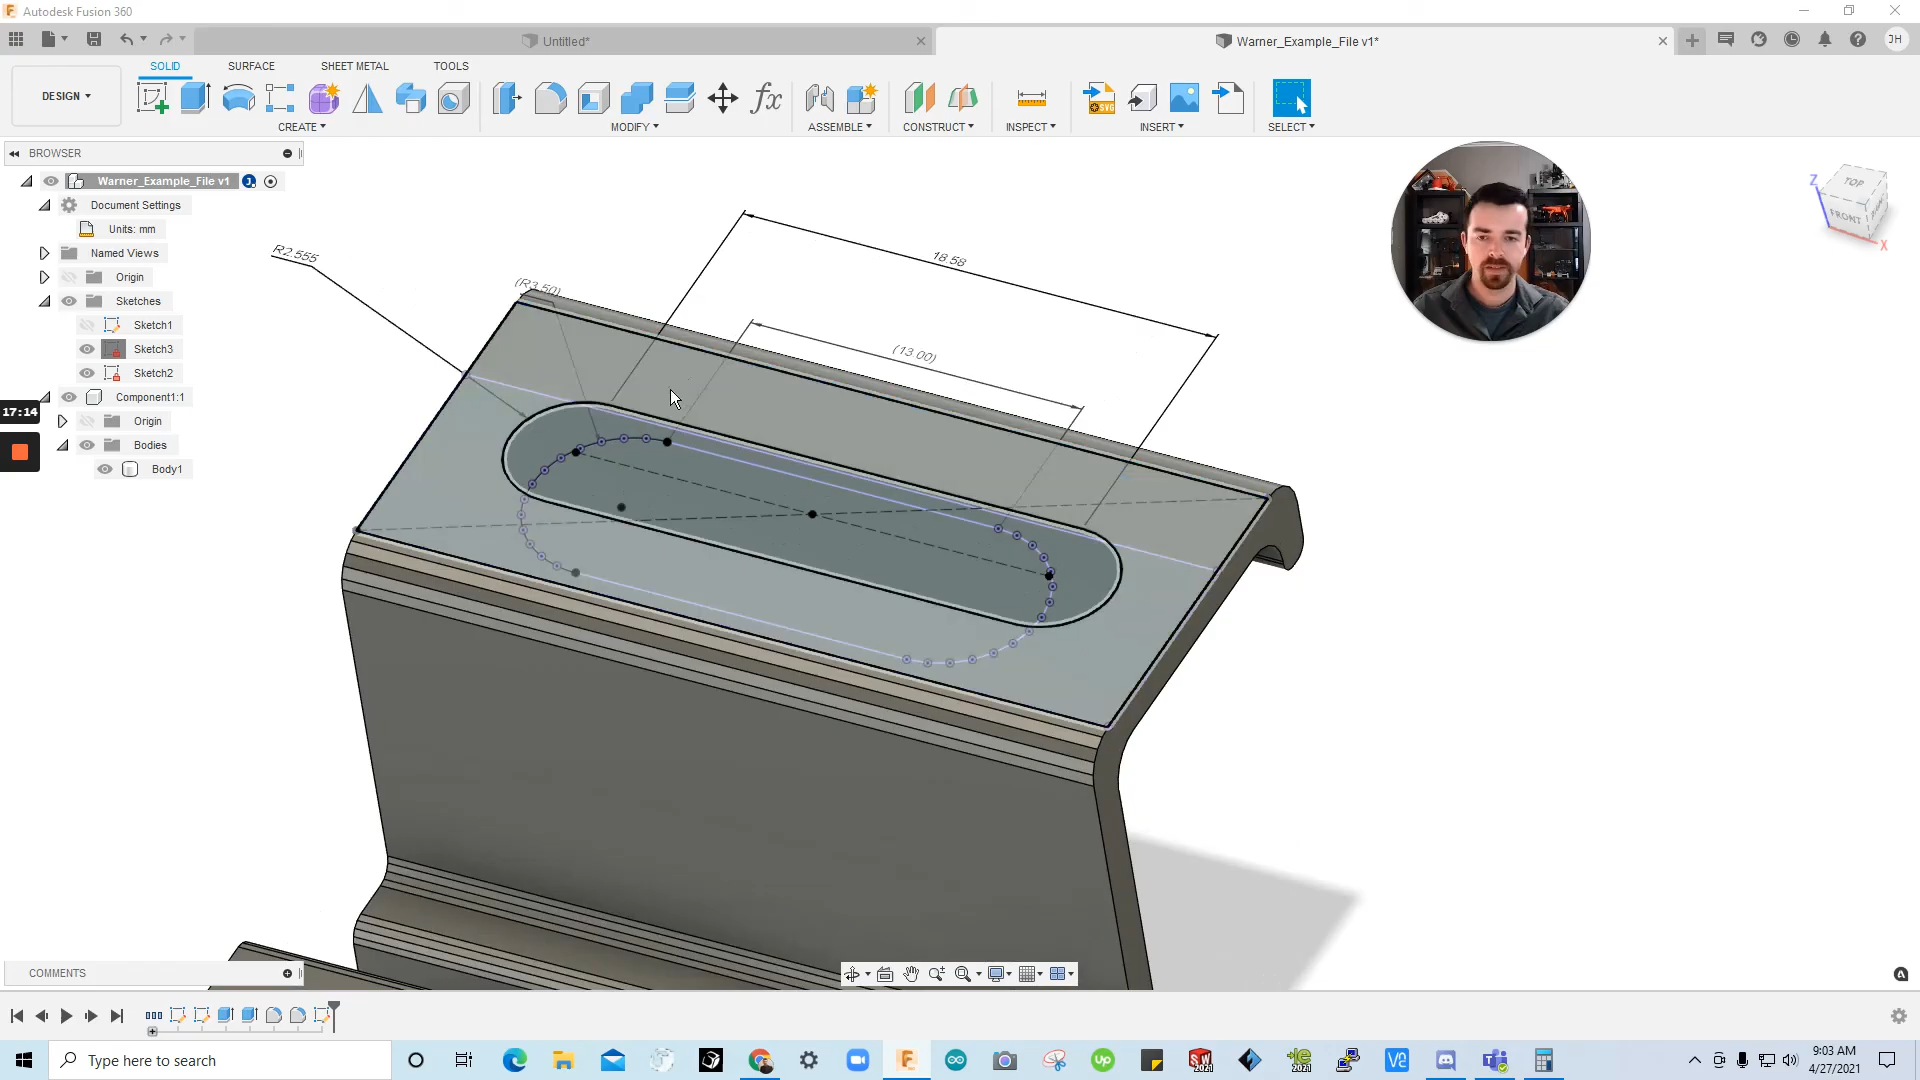 Autodesk Fusion 360
Untitled*
Warner_Example_File v1*
JH
DESIGN
SOLID
SURFACE
SHEET METAL
TOOLS
CREATE
MODIFY
ASSEMBLE
CONSTRUCT
INSPECT
SVG
INSERT
SELECT
BROWSER
Warner_Example_File v1
Document Settings
Units: mm
Named Views
Origin
Sketches
Sketch1
Sketch3
Sketch2
Component1:1
Origin
Bodies
Body1
17:14
R2.555
(R3.50)
18.58
(13.00)
Z
TOP
FRONT
X
COMMENTS
Type here to search
9:03 AM
4/27/2021